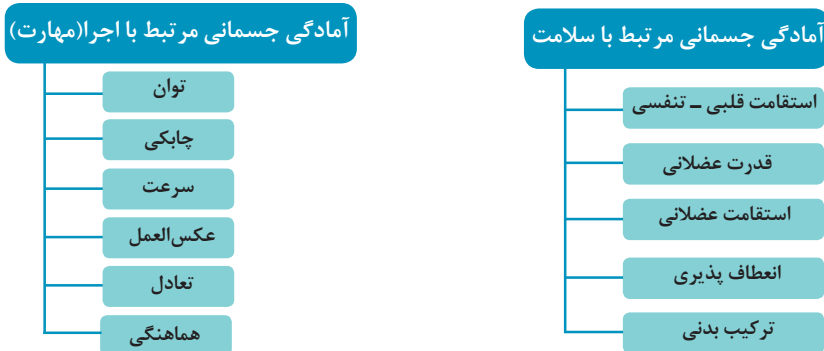 آمادگی جسمانی مرتبط با سلامت
استقامت قلبی ــ تنفسی
قدرت عضلانی
استقامت عضلانی
انعطاف پذیری
ترکیب بدنی
آمادگی جسمانی مرتبط با اجرا(مهارت)
توان
چابکی
سرعت
عکس‌العمل
تعادل
هماهنگی